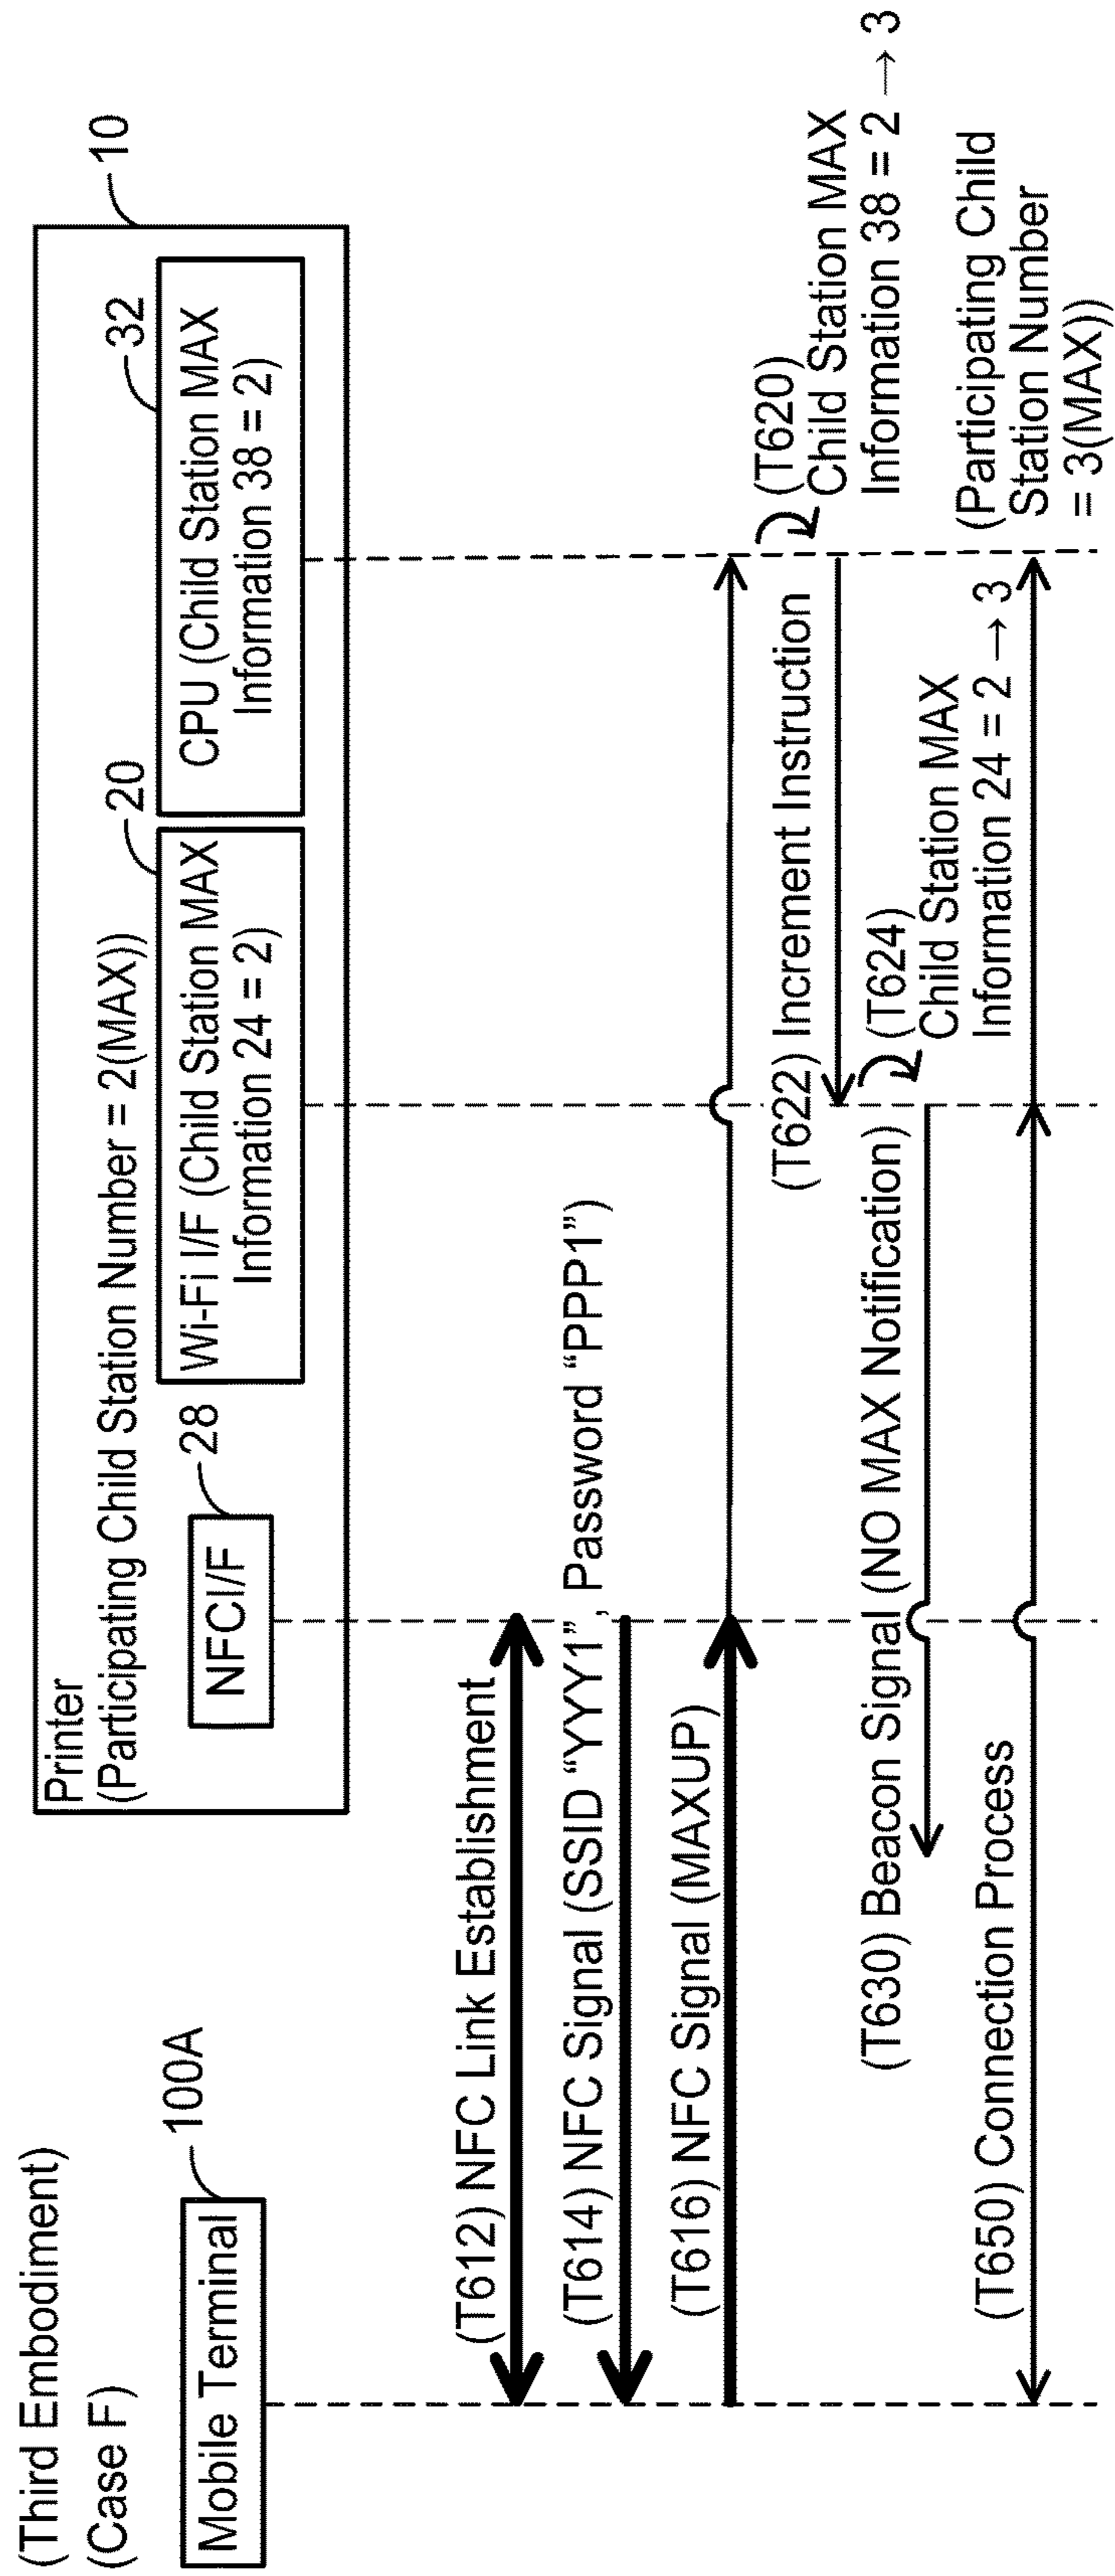 (Third Embodiment)
(Case F)
Mobile Terminal
100A
Printer
(Participating Child Station Number = 2(MAX))
10
NFCI/F
28
Wi-Fi I/F (Child Station MAX
Information 24 = 2)
20
CPU (Child Station MAX
Information 38 = 2)
32
(T612) NFC Link Establishment
(T614) NFC Signal (SSID “YYY1”, Password “PPP1”)
(T616) NFC Signal (MAXUP)
(T620)
Child Station MAX
Information 38 = 2 → 3
(T622) Increment Instruction
(T624)
Child Station MAX
Information 24 = 2 → 3
(T630) Beacon Signal (NO MAX Notification)
(T650) Connection Process
(Participating Child
Station Number
= 3(MAX))